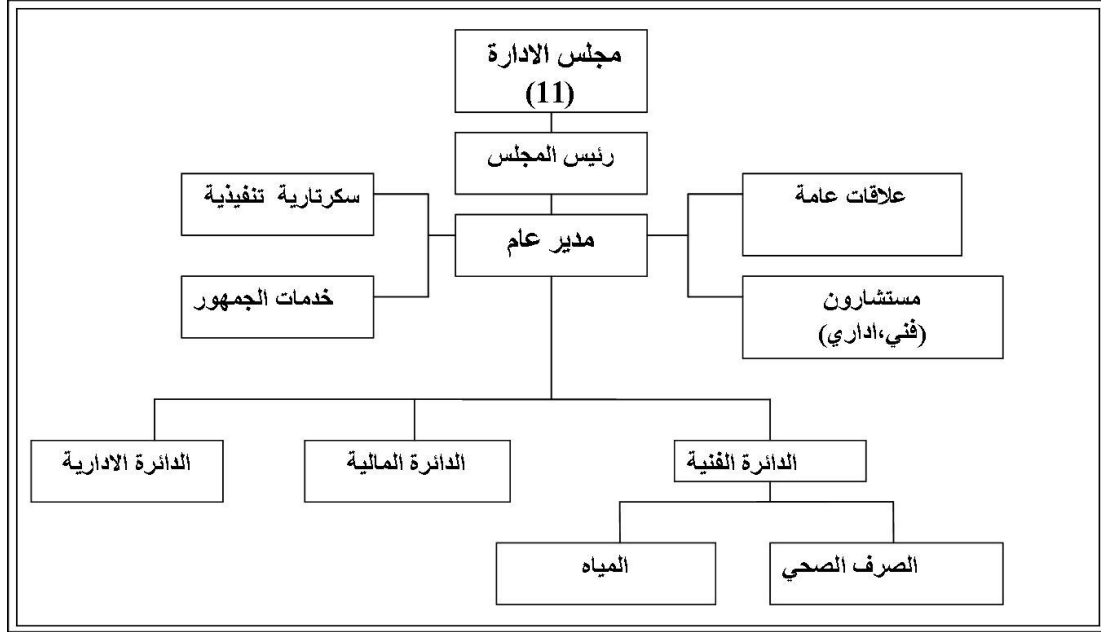 مجلس الادارة
(11)
رئيس المجلس
علاقات عامة
سكرتارية تنفيذية
مدير عام
مستشارون
(فني،اداري)
خدمات الجمهور
الدائرة الفنية
الدائرة المالية
الدائرة الادارية
الصرف الصحي
المياه